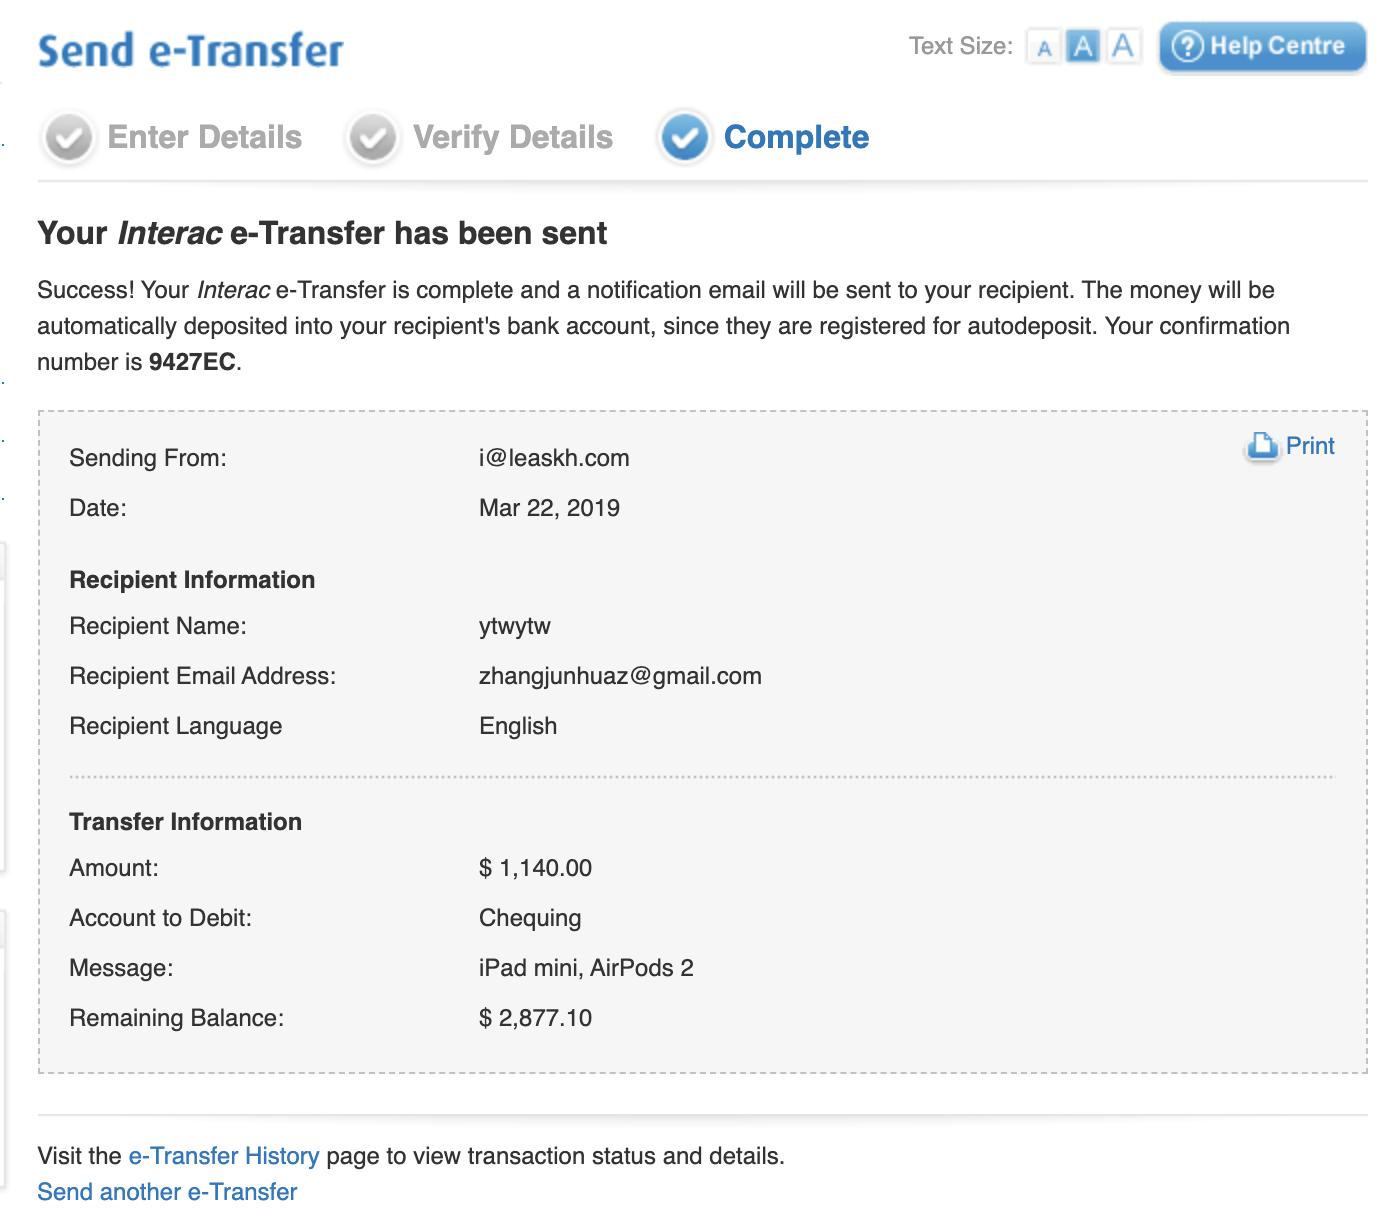 Send e-Transfer
Text Size: A A A
? Help Centre
Enter Details Verify Details Complete
Your Interac e-Transfer has been sent
Success! Your Interac e-Transfer is complete and a notification email will be sent to your recipient. The money will be
automatically deposited into your recipient's bank account, since they are registered for autodeposit. Your confirmation
number is 9427EC.
Print
Sending From: i@leaskh.com
Date: Mar 22, 2019
Recipient Information
Recipient Name: ytwytw
Recipient Email Address: zhangjunhuaz@gmail.com
Recipient Language English
Transfer Information
Amount: $ 1,140.00
Account to Debit: Chequing
Message: iPad mini, AirPods 2
Remaining Balance: $ 2,877.10
Visit the e-Transfer History page to view transaction status and details.
Send another e-Transfer